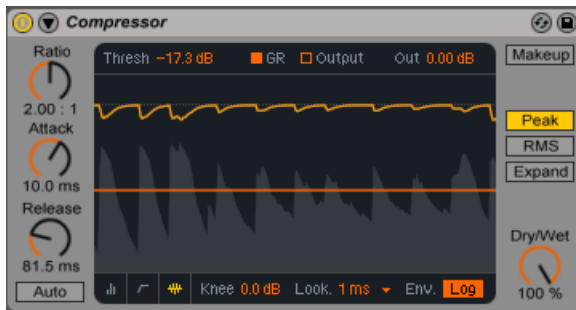 Compressor
Ratio
2.00 : 1
Attack
10.0 ms
Release
81.5 ms
Auto
Thresh -17.3 dB GR Output Out 0.00 dB
Knee 0.0 dB Look. 1 ms Env. Log
Makeup
Peak
RMS
Expand
Dry/Wet
100 %